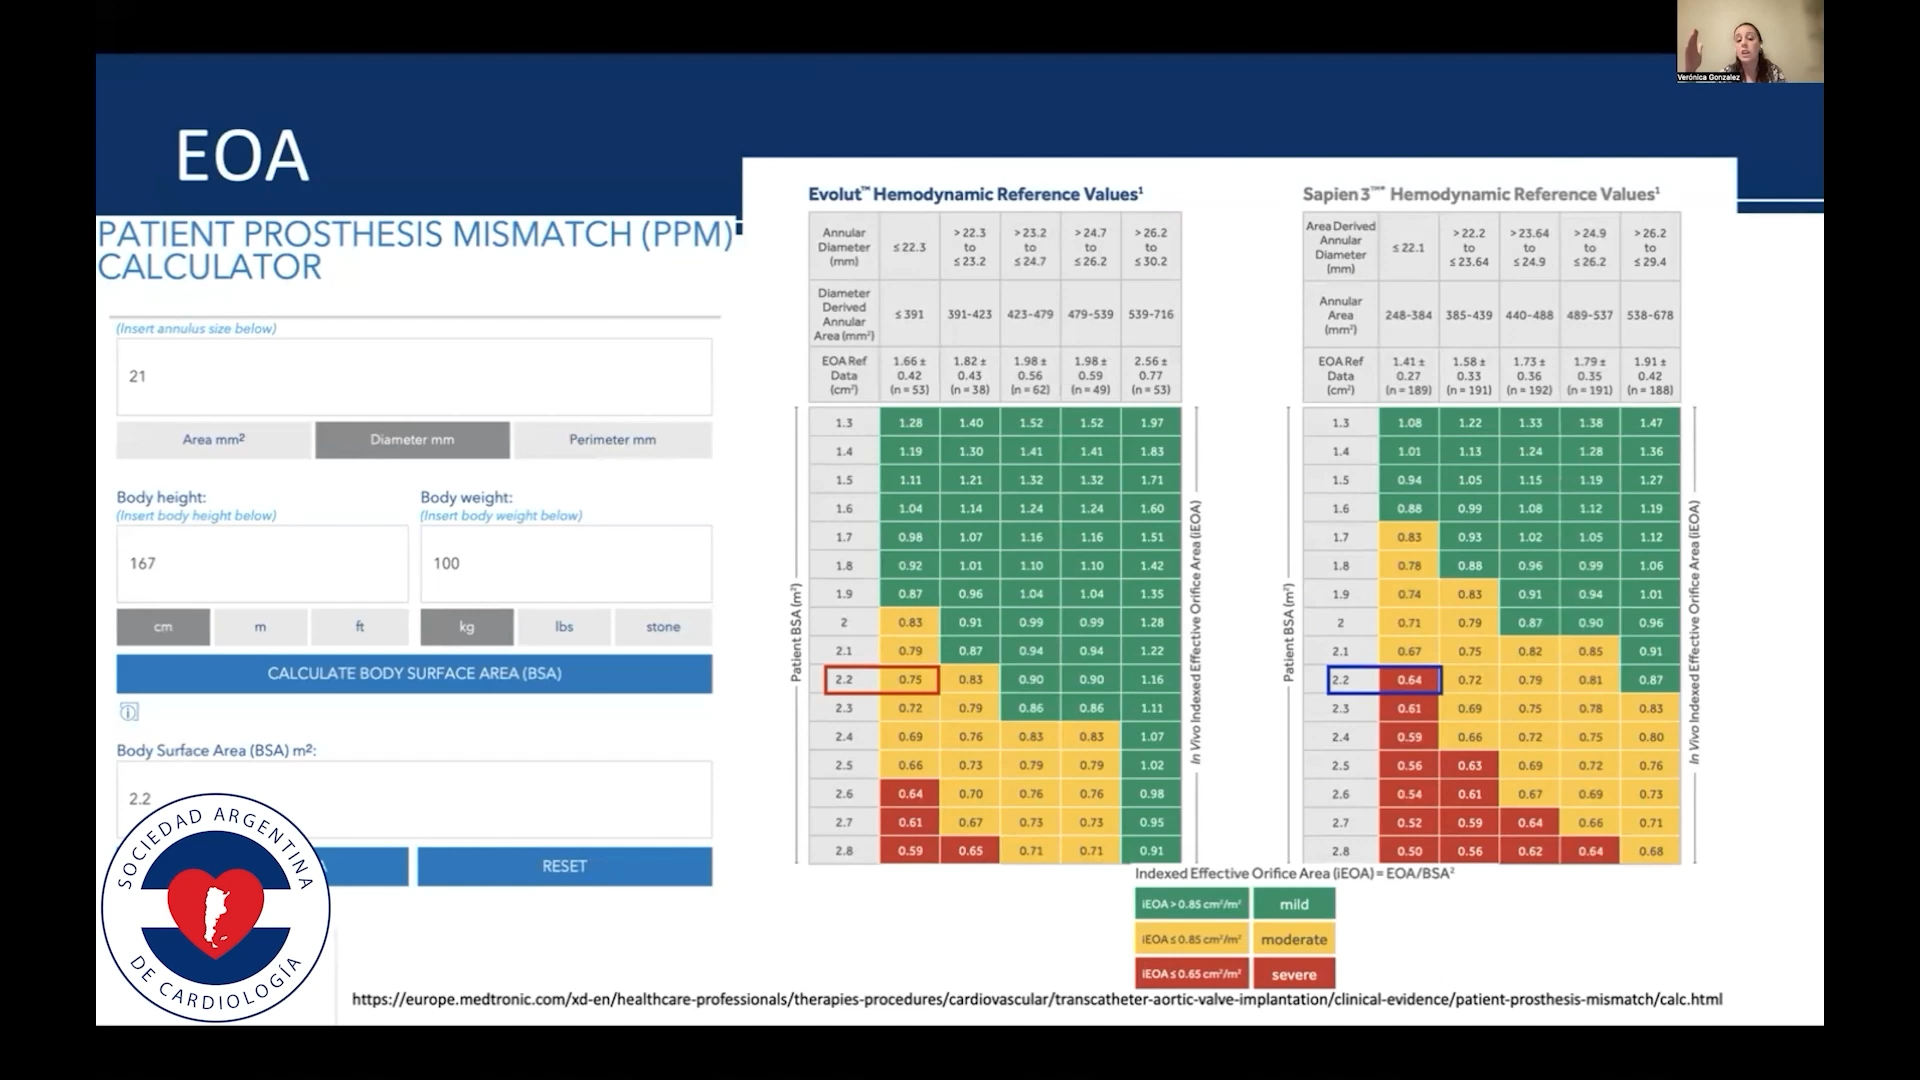 Verónica Gonzalez
EOA
PATIENT PROSTHESIS MISMATCH (PPM)
CALCULATOR
(Insert annulus size below)
21
Area mm² Diameter mm Perimeter mm
Body height: Body weight:
(Insert body height below) (Insert body weight below)
167 100
cm m ft kg lbs stone
CALCULATE BODY SURFACE AREA (BSA)
Body Surface Area (BSA) m²:
2.2
RESET
SOCIEDAD ARGENTINA
DE CARDIOLOGÍA
Evolut™ Hemodynamic Reference Values¹
Annular Diameter (mm) ≤ 22.3 > 22.3 to ≤ 23.2 > 23.2 to ≤ 24.7 > 24.7 to ≤ 26.2 > 26.2 to ≤ 30.2
Diameter Derived Annular Area (mm²) ≤ 391 391-423 423-479 479-539 539-716
EOA Ref Data (cm²) 1.66 ± 0.42 (n = 53) 1.82 ± 0.43 (n = 38) 1.98 ± 0.56 (n = 62) 1.98 ± 0.59 (n = 49) 2.56 ± 0.77 (n = 53)
Patient BSA (m²)
1.3 1.28 1.40 1.52 1.52 1.97
1.4 1.19 1.30 1.41 1.41 1.83
1.5 1.11 1.21 1.32 1.32 1.71
1.6 1.04 1.14 1.24 1.24 1.60
1.7 0.98 1.07 1.16 1.16 1.51
1.8 0.92 1.01 1.10 1.10 1.42
1.9 0.87 0.96 1.04 1.04 1.35
2 0.83 0.91 0.99 0.99 1.28
2.1 0.79 0.87 0.94 0.94 1.22
2.2 0.75 0.83 0.90 0.90 1.16
2.3 0.72 0.79 0.86 0.86 1.11
2.4 0.69 0.76 0.83 0.83 1.07
2.5 0.66 0.73 0.79 0.79 1.02
2.6 0.64 0.70 0.76 0.76 0.98
2.7 0.61 0.67 0.73 0.73 0.95
2.8 0.59 0.65 0.71 0.71 0.91
In Vivo Indexed Effective Orifice Area (iEOA)
Sapien 3™* Hemodynamic Reference Values¹
Area Derived Annular Diameter (mm) ≤ 22.1 > 22.2 to ≤ 23.64 > 23.64 to ≤ 24.9 > 24.9 to ≤ 26.2 > 26.2 to ≤ 29.4
Annular Area (mm²) 248-384 385-439 440-488 489-537 538-678
EOA Ref Data (cm²) 1.41 ± 0.27 (n = 189) 1.58 ± 0.33 (n = 191) 1.73 ± 0.36 (n = 192) 1.79 ± 0.35 (n = 191) 1.91 ± 0.42 (n = 188)
Patient BSA (m²)
1.3 1.08 1.22 1.33 1.38 1.47
1.4 1.01 1.13 1.24 1.28 1.36
1.5 0.94 1.05 1.15 1.19 1.27
1.6 0.88 0.99 1.08 1.12 1.19
1.7 0.83 0.93 1.02 1.05 1.12
1.8 0.78 0.88 0.96 0.99 1.06
1.9 0.74 0.83 0.91 0.94 1.01
2 0.71 0.79 0.87 0.90 0.96
2.1 0.67 0.75 0.82 0.85 0.91
2.2 0.64 0.72 0.79 0.81 0.87
2.3 0.61 0.69 0.75 0.78 0.83
2.4 0.59 0.66 0.72 0.75 0.80
2.5 0.56 0.63 0.69 0.72 0.76
2.6 0.54 0.61 0.67 0.69 0.73
2.7 0.52 0.59 0.64 0.66 0.71
2.8 0.50 0.56 0.62 0.64 0.68
In Vivo Indexed Effective Orifice Area (iEOA)
Indexed Effective Orifice Area (iEOA) = EOA/BSA²
iEOA > 0.85 cm²/m² mild
iEOA ≤ 0.85 cm²/m² moderate
iEOA ≤ 0.65 cm²/m² severe
https://europe.medtronic.com/xd-en/healthcare-professionals/therapies-procedures/cardiovascular/transcatheter-aortic-valve-implantation/clinical-evidence/patient-prosthesis-mismatch/calc.html